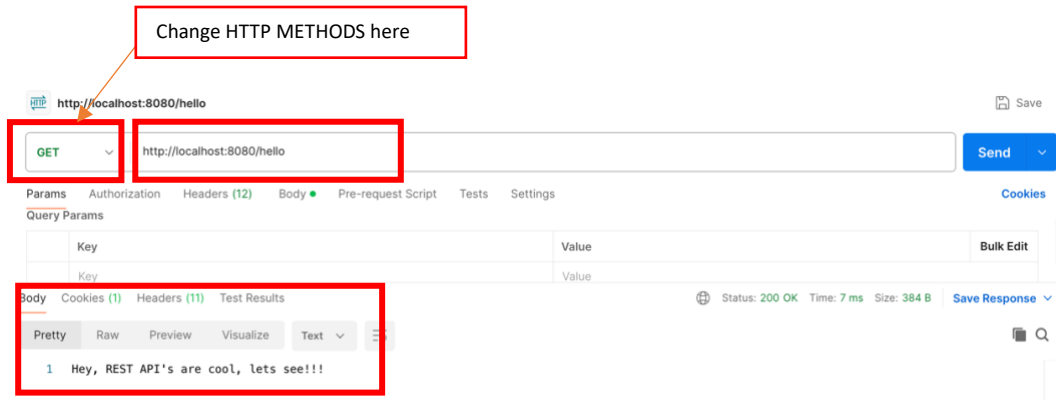 Change HTTP METHODS here
HTTP http://localhost:8080/hello Save
GET http://localhost:8080/hello Send
Params Authorization Headers (12) Body Pre-request Script Tests Settings Cookies
Query Params
Key Value Bulk Edit
Key Value
Body Cookies (1) Headers (11) Test Results Status: 200 OK Time: 7 ms Size: 384 B Save Response
Pretty Raw Preview Visualize Text
1 Hey, REST API's are cool, lets see!!!